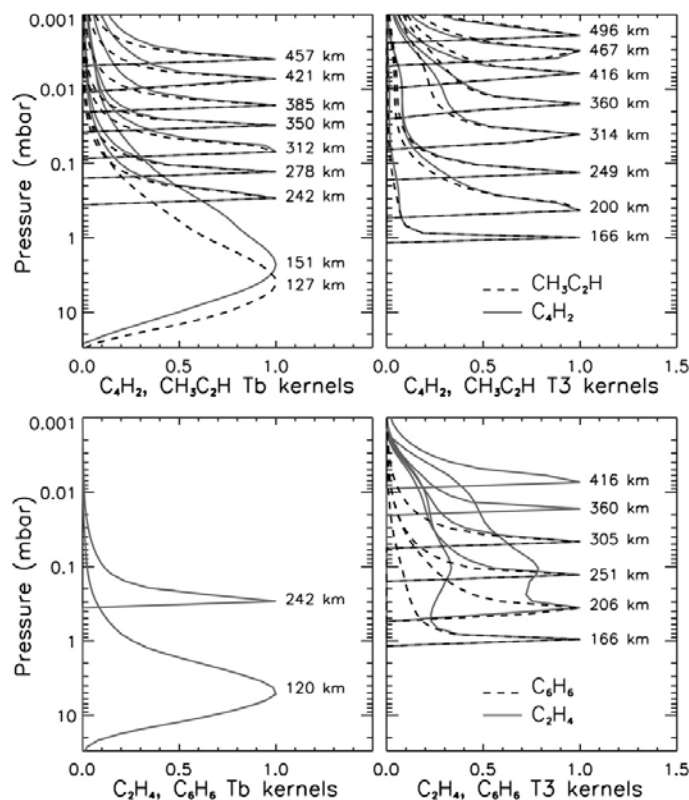 0.001
0.01
0.1
1
10
Pressure (mbar)
457 km
421 km
385 km
350 km
312 km
278 km
242 km
151 km
127 km
0.0 0.5 1.0
C₄H₂, CH₃C₂H Tb kernels
496 km
467 km
416 km
360 km
314 km
249 km
200 km
166 km
CH₃C₂H
C₄H₂
0.0 0.5 1.0 1.5
C₄H₂, CH₃C₂H T3 kernels
0.001
0.01
0.1
1
10
Pressure (mbar)
242 km
120 km
0.0 0.5 1.0
C₂H₄, C₆H₆ Tb kernels
416 km
360 km
305 km
251 km
206 km
166 km
C₆H₆
C₂H₄
0.0 0.5 1.0 1.5
C₂H₄, C₆H₆ T3 kernels